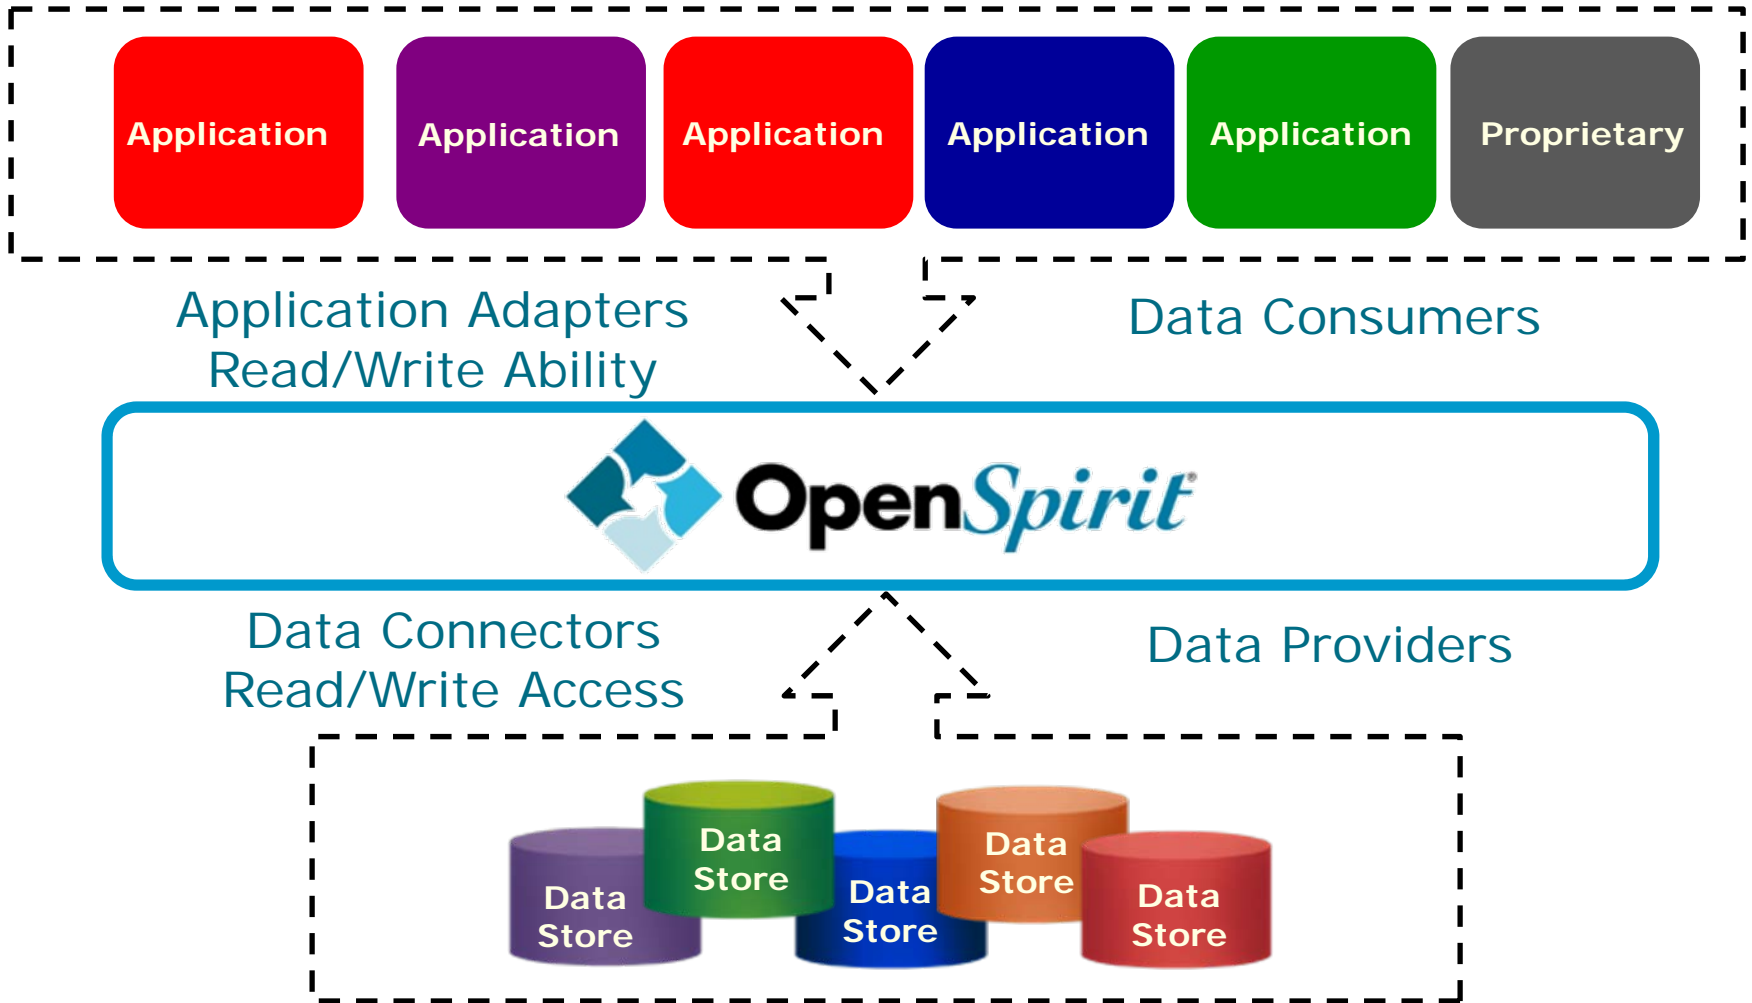 Application
Application
Application
Application
Application
Proprietary
Application Adapters
Read/Write Ability
Data Consumers
OpenSpirit®
Data Connectors
Read/Write Access
Data Providers
Data
Store
Data
Store
Data
Store
Data
Store
Data
Store